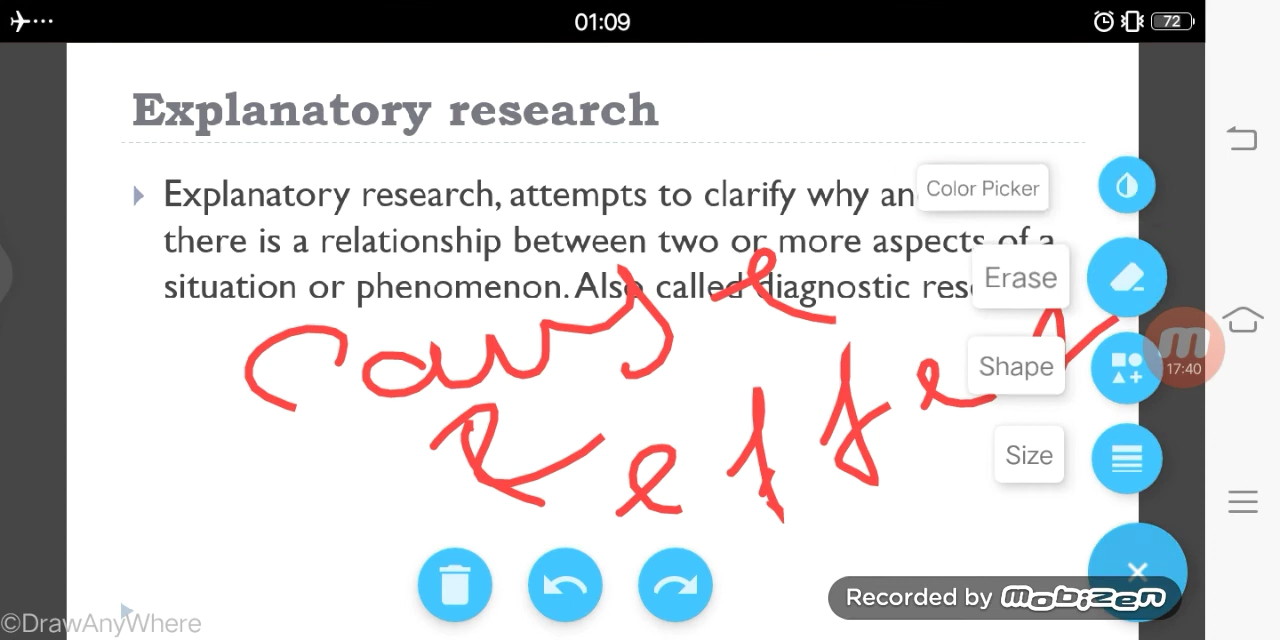 01:09
72
Explanatory research
Explanatory research, attempts to clarify why an
there is a relationship between two or more aspects of a
situation or phenomenon. Also called diagnostic res
Color Picker
Erase
Shape
Size
17:40
cause
&
Recorded by mobizen
©DrawAnyWhere